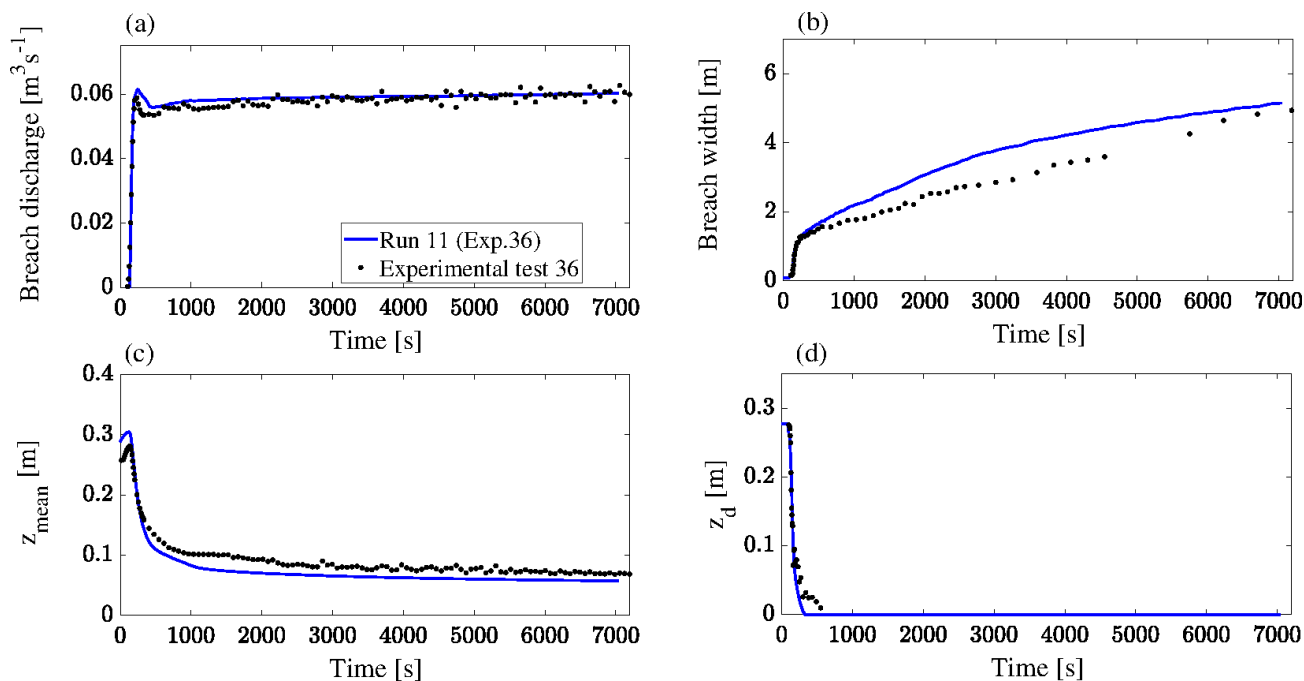 (a)
Breach discharge [m³s⁻¹]
0.06
0.04
0.02
0
0 1000 2000 3000 4000 5000 6000 7000
Time [s]
Run 11 (Exp.36)
Experimental test 36
(b)
Breach width [m]
6
4
2
0
0 1000 2000 3000 4000 5000 6000 7000
Time [s]
(c)
z_mean [m]
0.4
0.3
0.2
0.1
0
0 1000 2000 3000 4000 5000 6000 7000
Time [s]
(d)
z_d [m]
0.3
0.2
0.1
0
0 1000 2000 3000 4000 5000 6000 7000
Time [s]